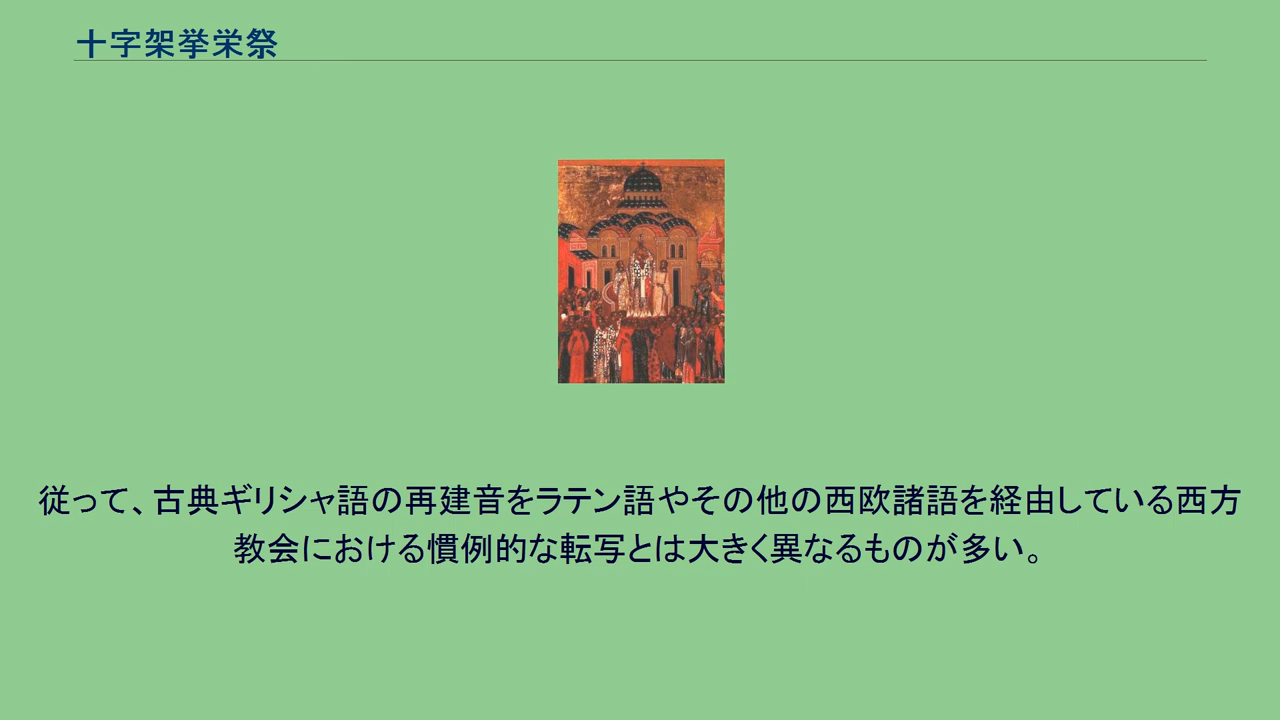 十字架挙栄祭
従って、古典ギリシャ語の再建音をラテン語やその他の西欧諸語を経由している西方
教会における慣例的な転写とは大きく異なるものが多い。